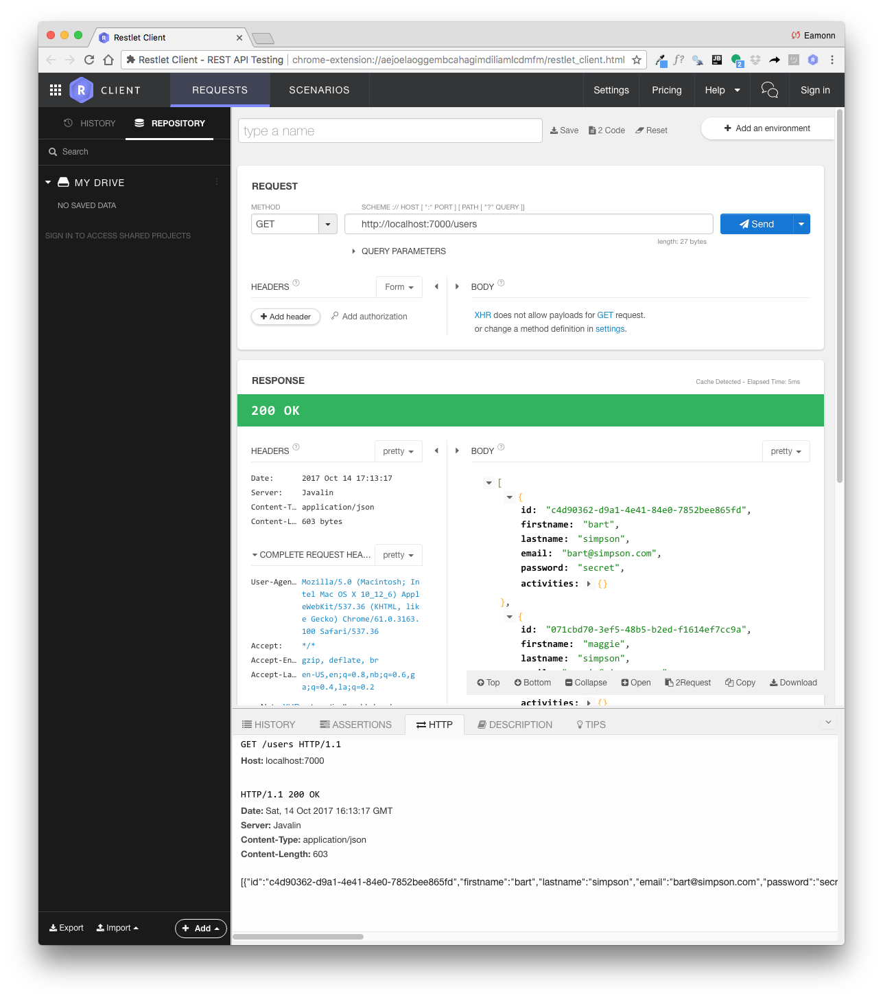 Restlet Client
Eamonn
Restlet Client - REST API Testing chrome-extension://aejoelaoggembcahagimdiliamlcdmfm/restlet_client.html
CLIENT REQUESTS SCENARIOS Settings Pricing Help Sign in
HISTORY REPOSITORY
Search
MY DRIVE
NO SAVED DATA
SIGN IN TO ACCESS SHARED PROJECTS
type a name Save 2 Code Reset + Add an environment
REQUEST
METHOD SCHEME :// HOST [ ":" PORT ] [ PATH [ "?" QUERY ]]
GET http://localhost:7000/users Send
length: 27 bytes
QUERY PARAMETERS
HEADERS ? Form BODY ?
+ Add header Add authorization
XHR does not allow payloads for GET request.
or change a method definition in settings.
RESPONSE Cache Detected - Elapsed Time: 5ms
200 OK
HEADERS ? pretty
Date: 2017 Oct 14 17:13:17
Server: Javalin
Content-T... application/json
Content-L... 603 bytes
COMPLETE REQUEST HEA... pretty
User-Agen... Mozilla/5.0 (Macintosh; In
tel Mac OS X 10_12_6) Appl
eWebKit/537.36 (KHTML, lik
e Gecko) Chrome/61.0.3163.
100 Safari/537.36
Accept: */*
Accept-En... gzip, deflate, br
Accept-La... en-US,en;q=0.8,nb;q=0.6,g
a;q=0.4,la;q=0.2
BODY ? pretty
[
{
id: "c4d90362-d9a1-4e41-84e0-7852bee865fd",
firstname: "bart",
lastname: "simpson",
email: "bart@simpson.com",
password: "secret",
activities: {}
},
{
id: "071cbd70-3ef5-48b5-b2ed-f1614ef7cc9a",
firstname: "maggie",
lastname: "simpson",
Top Bottom Collapse Open 2Request Copy Download
activities: {}
HISTORY ASSERTIONS HTTP DESCRIPTION TIPS
GET /users HTTP/1.1
Host: localhost:7000
HTTP/1.1 200 OK
Date: Sat, 14 Oct 2017 16:13:17 GMT
Server: Javalin
Content-Type: application/json
Content-Length: 603
[{"id":"c4d90362-d9a1-4e41-84e0-7852bee865fd","firstname":"bart","lastname":"simpson","email":"bart@simpson.com","password":"secr
Export Import + Add